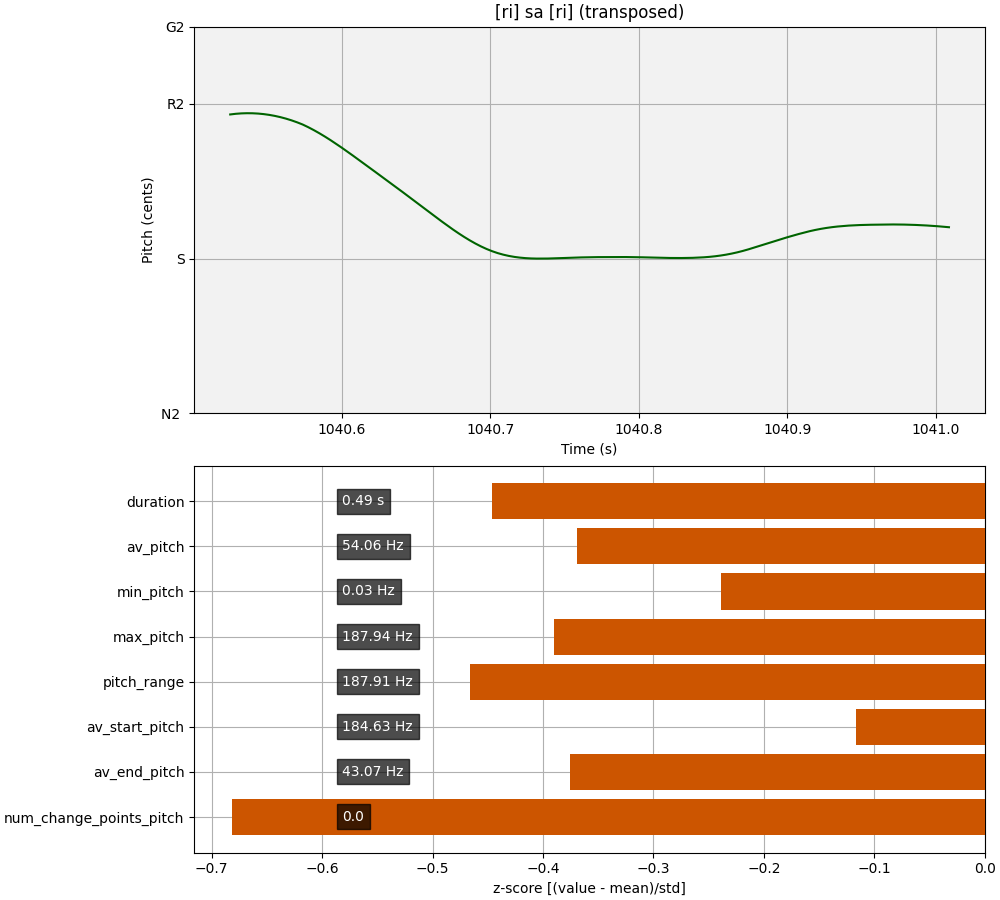 [ri] sa [ri] (transposed)
G2
R2
S
N2
Pitch (cents)
1040.6 1040.7 1040.8 1040.9 1041.0
Time (s)
duration 0.49 s
av_pitch 54.06 Hz
min_pitch 0.03 Hz
max_pitch 187.94 Hz
pitch_range 187.91 Hz
av_start_pitch 184.63 Hz
av_end_pitch 43.07 Hz
num_change_points_pitch 0.0
−0.7 −0.6 −0.5 −0.4 −0.3 −0.2 −0.1 0.0
z-score [(value - mean)/std]